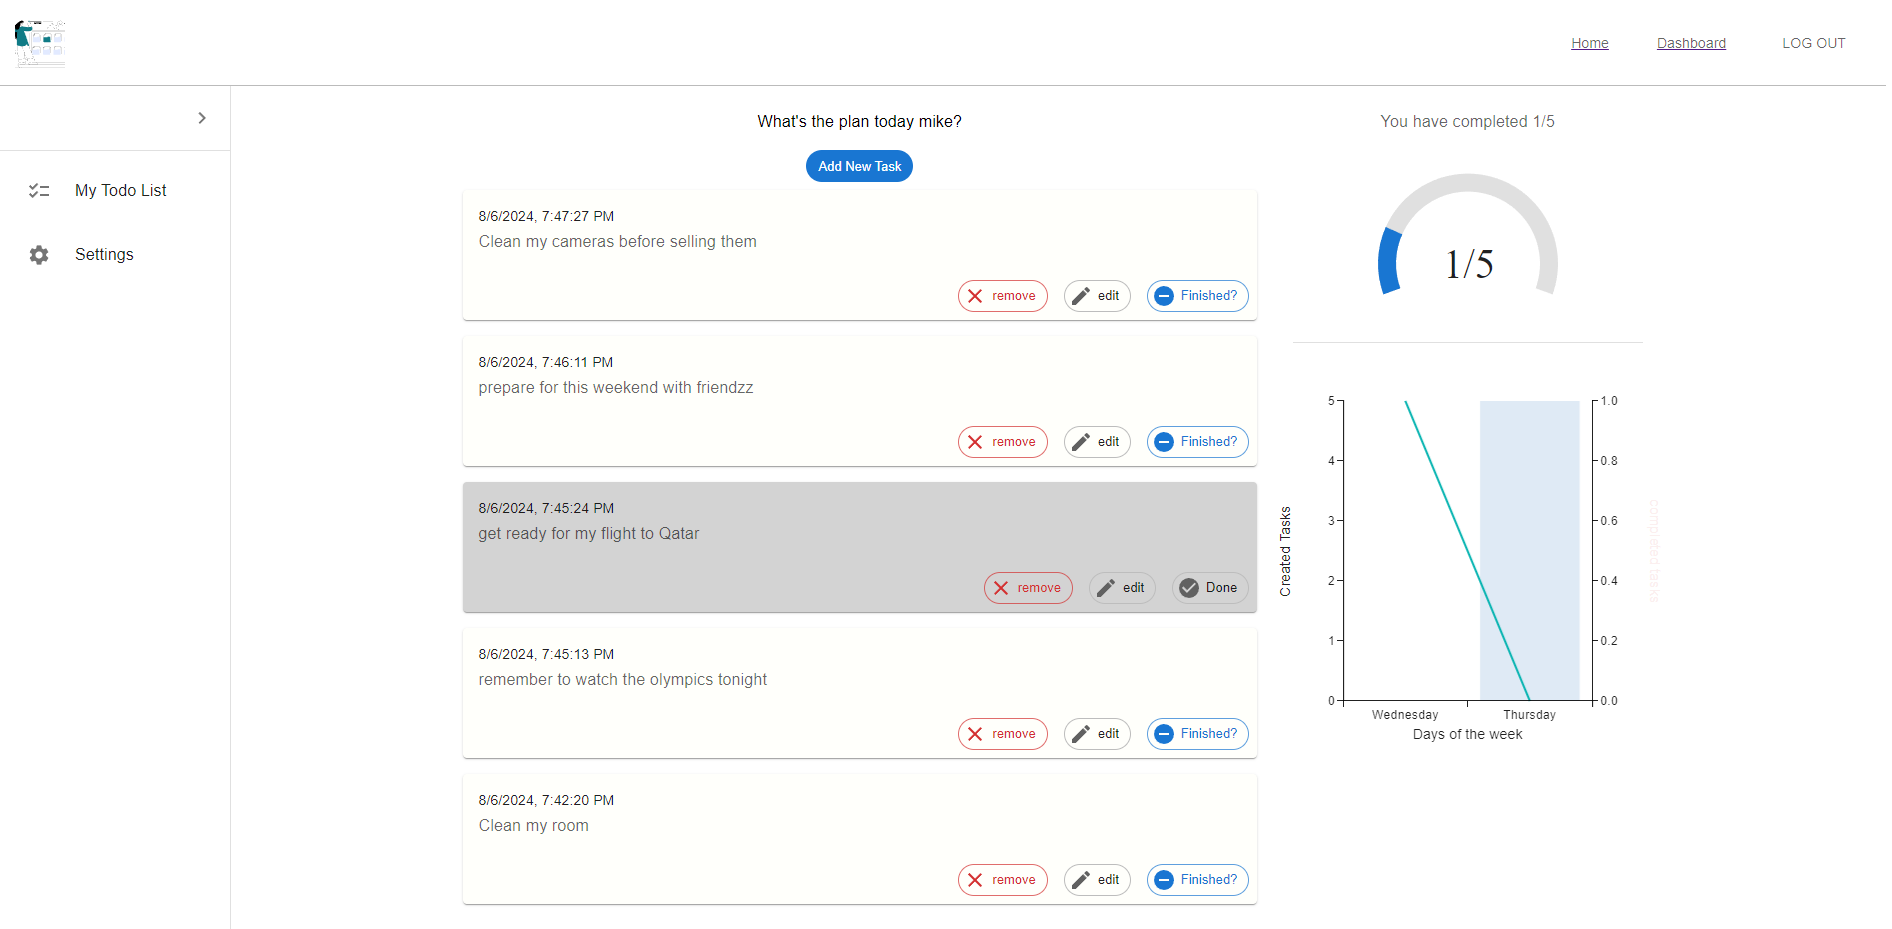 Home
Dashboard
LOG OUT
My Todo List
Settings
What's the plan today mike?
Add New Task
8/6/2024, 7:47:27 PM
Clean my cameras before selling them
remove
edit
Finished?
8/6/2024, 7:46:11 PM
prepare for this weekend with friendzz
remove
edit
Finished?
8/6/2024, 7:45:24 PM
get ready for my flight to Qatar
remove
edit
Done
8/6/2024, 7:45:13 PM
remember to watch the olympics tonight
remove
edit
Finished?
8/6/2024, 7:42:20 PM
Clean my room
remove
edit
Finished?
You have completed 1/5
1/5
5
4
3
2
1
0
Created Tasks
1.0
0.8
0.6
0.4
0.2
0.0
completed tasks
Wednesday
Thursday
Days of the week